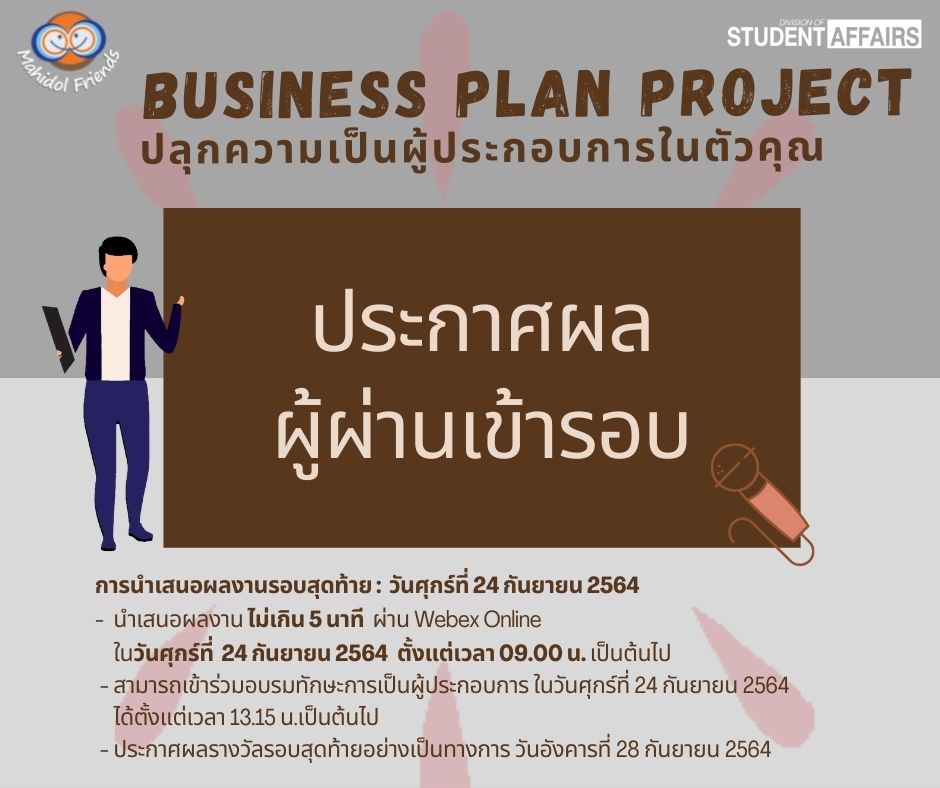 Mahidol Friends
DIVISION OF
STUDENT AFFAIRS
BUSINESS PLAN PROJECT
ปลุกความเป็นผู้ประกอบการในตัวคุณ
ประกาศผล
ผู้ผ่านเข้ารอบ
การนำเสนอผลงานรอบสุดท้าย : วันศุกร์ที่ 24 กันยายน 2564
- นำเสนอผลงาน ไม่เกิน 5 นาที ผ่าน Webex Online
ในวันศุกร์ที่ 24 กันยายน 2564 ตั้งแต่เวลา 09.00 น. เป็นต้นไป
- สามารถเข้าร่วมอบรมทักษะการเป็นผู้ประกอบการ ในวันศุกร์ที่ 24 กันยายน 2564
ได้ตั้งแต่เวลา 13.15 น.เป็นต้นไป
- ประกาศผลรางวัลรอบสุดท้ายอย่างเป็นทางการ วันอังคารที่ 28 กันยายน 2564